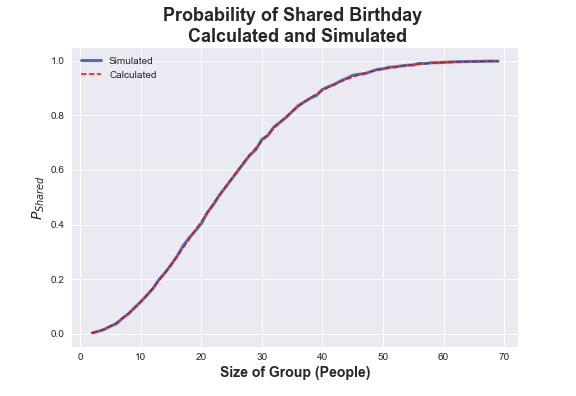 Probability of Shared Birthday
Calculated and Simulated
Simulated
Calculated
1.0
0.8
0.6
0.4
0.2
0.0
P_Shared
0 10 20 30 40 50 60 70
Size of Group (People)